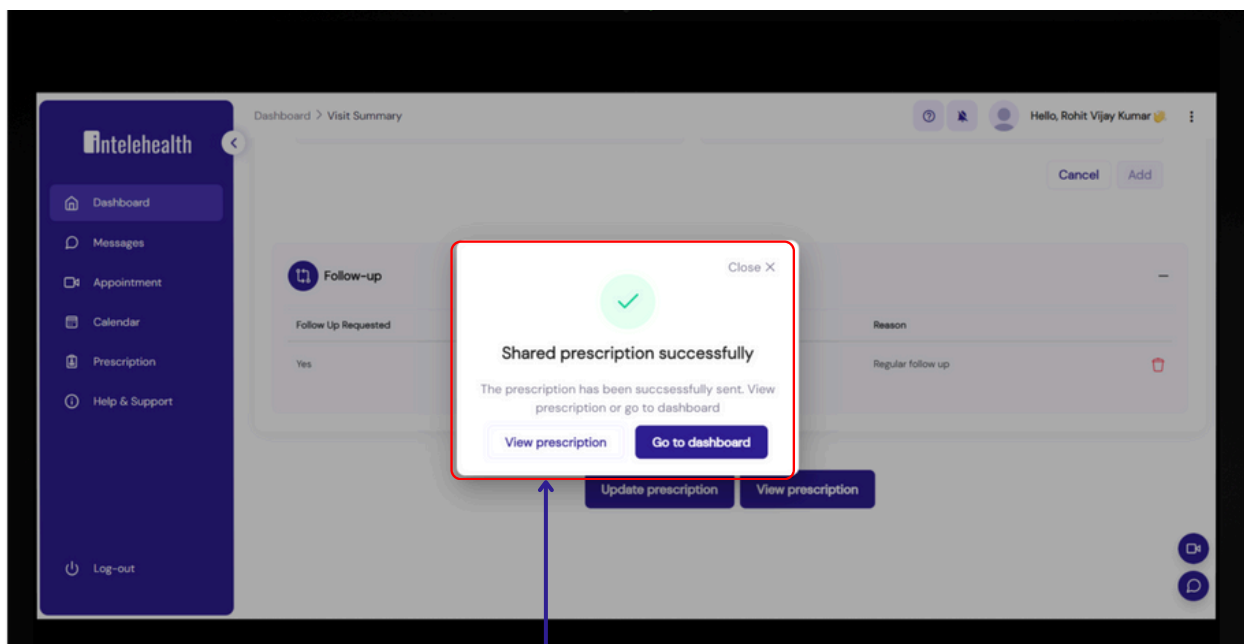 intelehealth
Dashboard
Messages
Appointment
Calendar
Prescription
Help & Support
Log-out
Dashboard > Visit Summary
Hello, Rohit Vijay Kumar 👋
Cancel
Add
Follow-up
Follow Up Requested
Reason
Yes
Regular follow up
Close X
Shared prescription successfully
The prescription has been succsessfully sent. View
prescription or go to dashboard
View prescription
Go to dashboard
Update prescription
View prescription